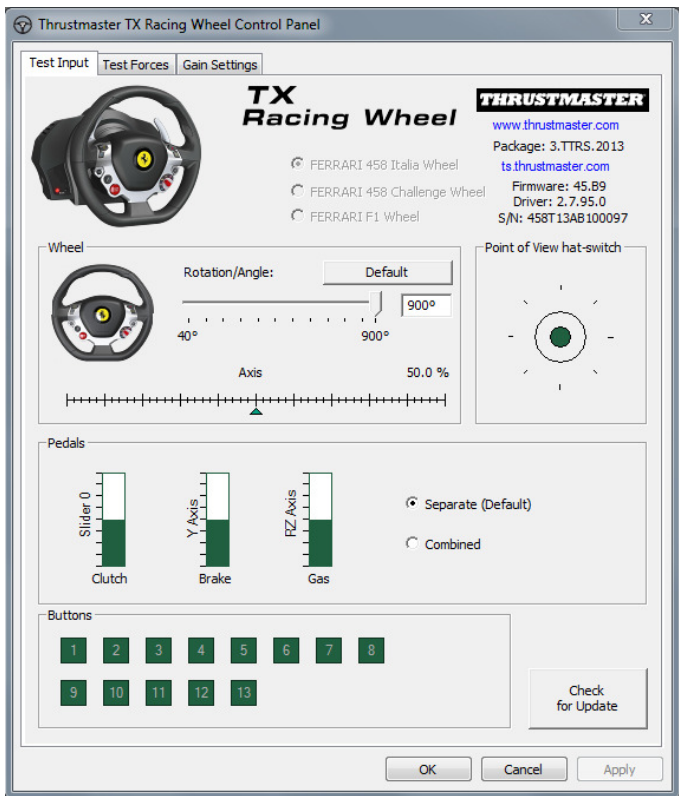 Thrustmaster TX Racing Wheel Control Panel
Test Input Test Forces Gain Settings
TX
Racing Wheel
THRUSTMASTER
www.thrustmaster.com
Package: 3.TTRS.2013
ts.thrustmaster.com
Firmware: 45.B9
Driver: 2.7.95.0
S/N: 458T13AB100097
FERRARI 458 Italia Wheel
FERRARI 458 Challenge Wheel
FERRARI F1 Wheel
Wheel
Rotation/Angle: Default
900°
40° 900°
Axis 50.0 %
Point of View hat-switch
Pedals
Slider 0
Clutch
Y Axis
Brake
RZ Axis
Gas
Separate (Default)
Combined
Buttons
1 2 3 4 5 6 7 8
9 10 11 12 13
Check
for Update
OK Cancel Apply